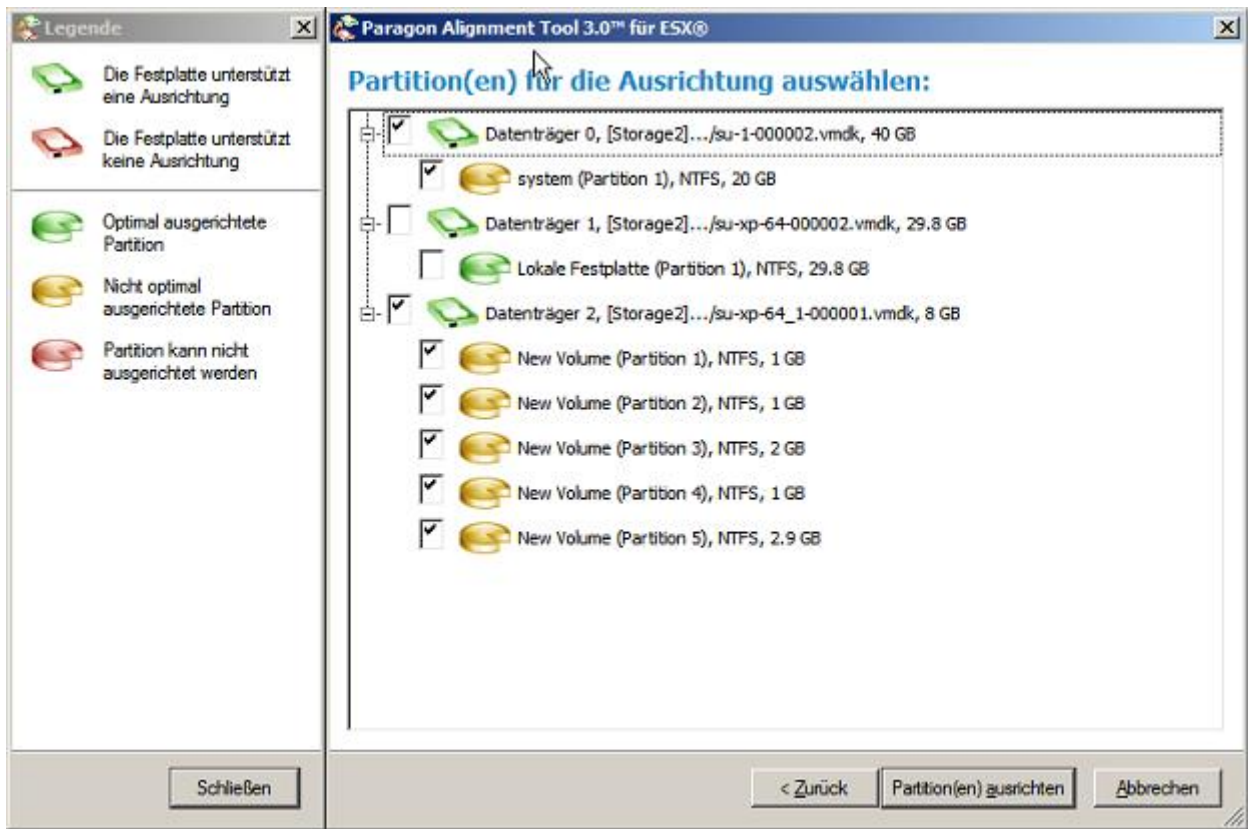 Legende
Die Festplatte unterstützt
eine Ausrichtung
Die Festplatte unterstützt
keine Ausrichtung
Optimal ausgerichtete
Partition
Nicht optimal
ausgerichtete Partition
Partition kann nicht
ausgerichtet werden
Schließen
Paragon Alignment Tool 3.0™ für ESX®
Partition(en) für die Ausrichtung auswählen:
Datenträger 0, [Storage2].../su-1-000002.vmdk, 40 GB
system (Partition 1), NTFS, 20 GB
Datenträger 1, [Storage2].../su-xp-64-000002.vmdk, 29.8 GB
Lokale Festplatte (Partition 1), NTFS, 29.8 GB
Datenträger 2, [Storage2].../su-xp-64_1-000001.vmdk, 8 GB
New Volume (Partition 1), NTFS, 1 GB
New Volume (Partition 2), NTFS, 1 GB
New Volume (Partition 3), NTFS, 2 GB
New Volume (Partition 4), NTFS, 1 GB
New Volume (Partition 5), NTFS, 2.9 GB
< Zurück
Partition(en) ausrichten
Abbrechen